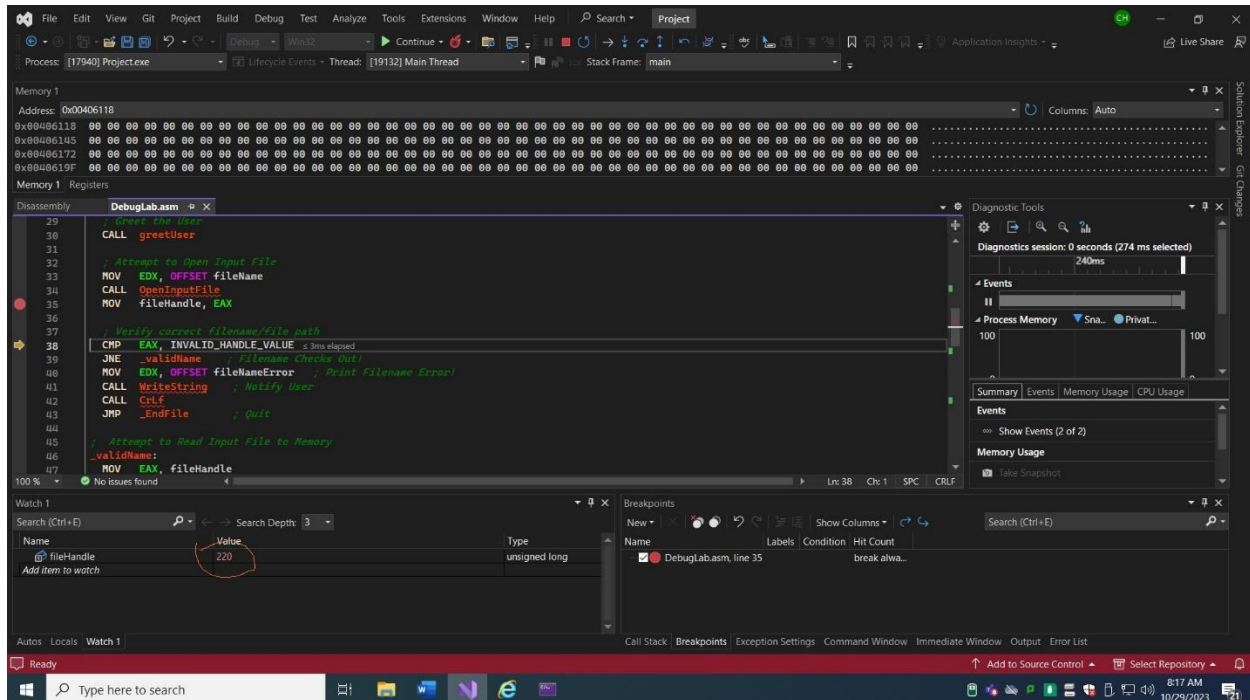 File Edit View Git Project Build Debug Test Analyze Tools Extensions Window Help Search Project CH
Debug Win32 Continue Application Insights Live Share
Process: [17940] Project.exe Lifecycle Events Thread: [19132] Main Thread Stack Frame: main
Memory 1
Address: 0x00406118 Columns: Auto
0x00406118 00 00 00 00 00 00 00 00 00 00 00 00 00 00 00 00 00 00 00 00 00 00 00 00 00 00 00 00 00 00 00 00 00 00 00 00 00 00 00 00 00 00 00 00 00 .............................................
0x00406145 00 00 00 00 00 00 00 00 00 00 00 00 00 00 00 00 00 00 00 00 00 00 00 00 00 00 00 00 00 00 00 00 00 00 00 00 00 00 00 00 00 00 00 00 00 .............................................
0x00406172 00 00 00 00 00 00 00 00 00 00 00 00 00 00 00 00 00 00 00 00 00 00 00 00 00 00 00 00 00 00 00 00 00 00 00 00 00 00 00 00 00 00 00 00 00 .............................................
0x0040619F 00 00 00 00 00 00 00 00 00 00 00 00 00 00 00 00 00 00 00 00 00 00 00 00 00 00 00 00 00 00 00 00 00 00 00 00 00 00 00 00 00 00 00 00 00 .............................................
Memory 1 Registers
Solution Explorer Git Changes
Disassembly DebugLab.asm
29 ; Greet the User
30 CALL greetUser
31
32 ; Attempt to Open Input File
33 MOV EDX, OFFSET fileName
34 CALL OpenInputFile
35 MOV fileHandle, EAX
36
37 ; Verify correct filename/file path
38 CMP EAX, INVALID_HANDLE_VALUE ≤ 3ms elapsed
39 JNE _validName ; Filename Checks Out!
40 MOV EDX, OFFSET fileNameError ; Print Filename Error!
41 CALL WriteString ; Notify User
42 CALL CrLf
43 JMP _EndFile ; Quit
44
45 ; Attempt to Read Input File to Memory
46 _validName:
47 MOV EAX, fileHandle
100 % No issues found Ln: 38 Ch: 1 SPC CRLF
Diagnostic Tools
Diagnostics session: 0 seconds (274 ms selected)
240ms
Events
Process Memory Sna... Privat...
100 100
0 0
Summary Events Memory Usage CPU Usage
Events
Show Events (2 of 2)
Memory Usage
Take Snapshot
Watch 1
Search (Ctrl+E) Search Depth: 3
Name Value Type
fileHandle 220 unsigned long
Add item to watch
Autos Locals Watch 1
Breakpoints
New Show Columns Search (Ctrl+E)
Name Labels Condition Hit Count
DebugLab.asm, line 35 break alwa...
Call Stack Breakpoints Exception Settings Command Window Immediate Window Output Error List
Ready Add to Source Control Select Repository
Type here to search 8:17 AM
10/29/2023 21